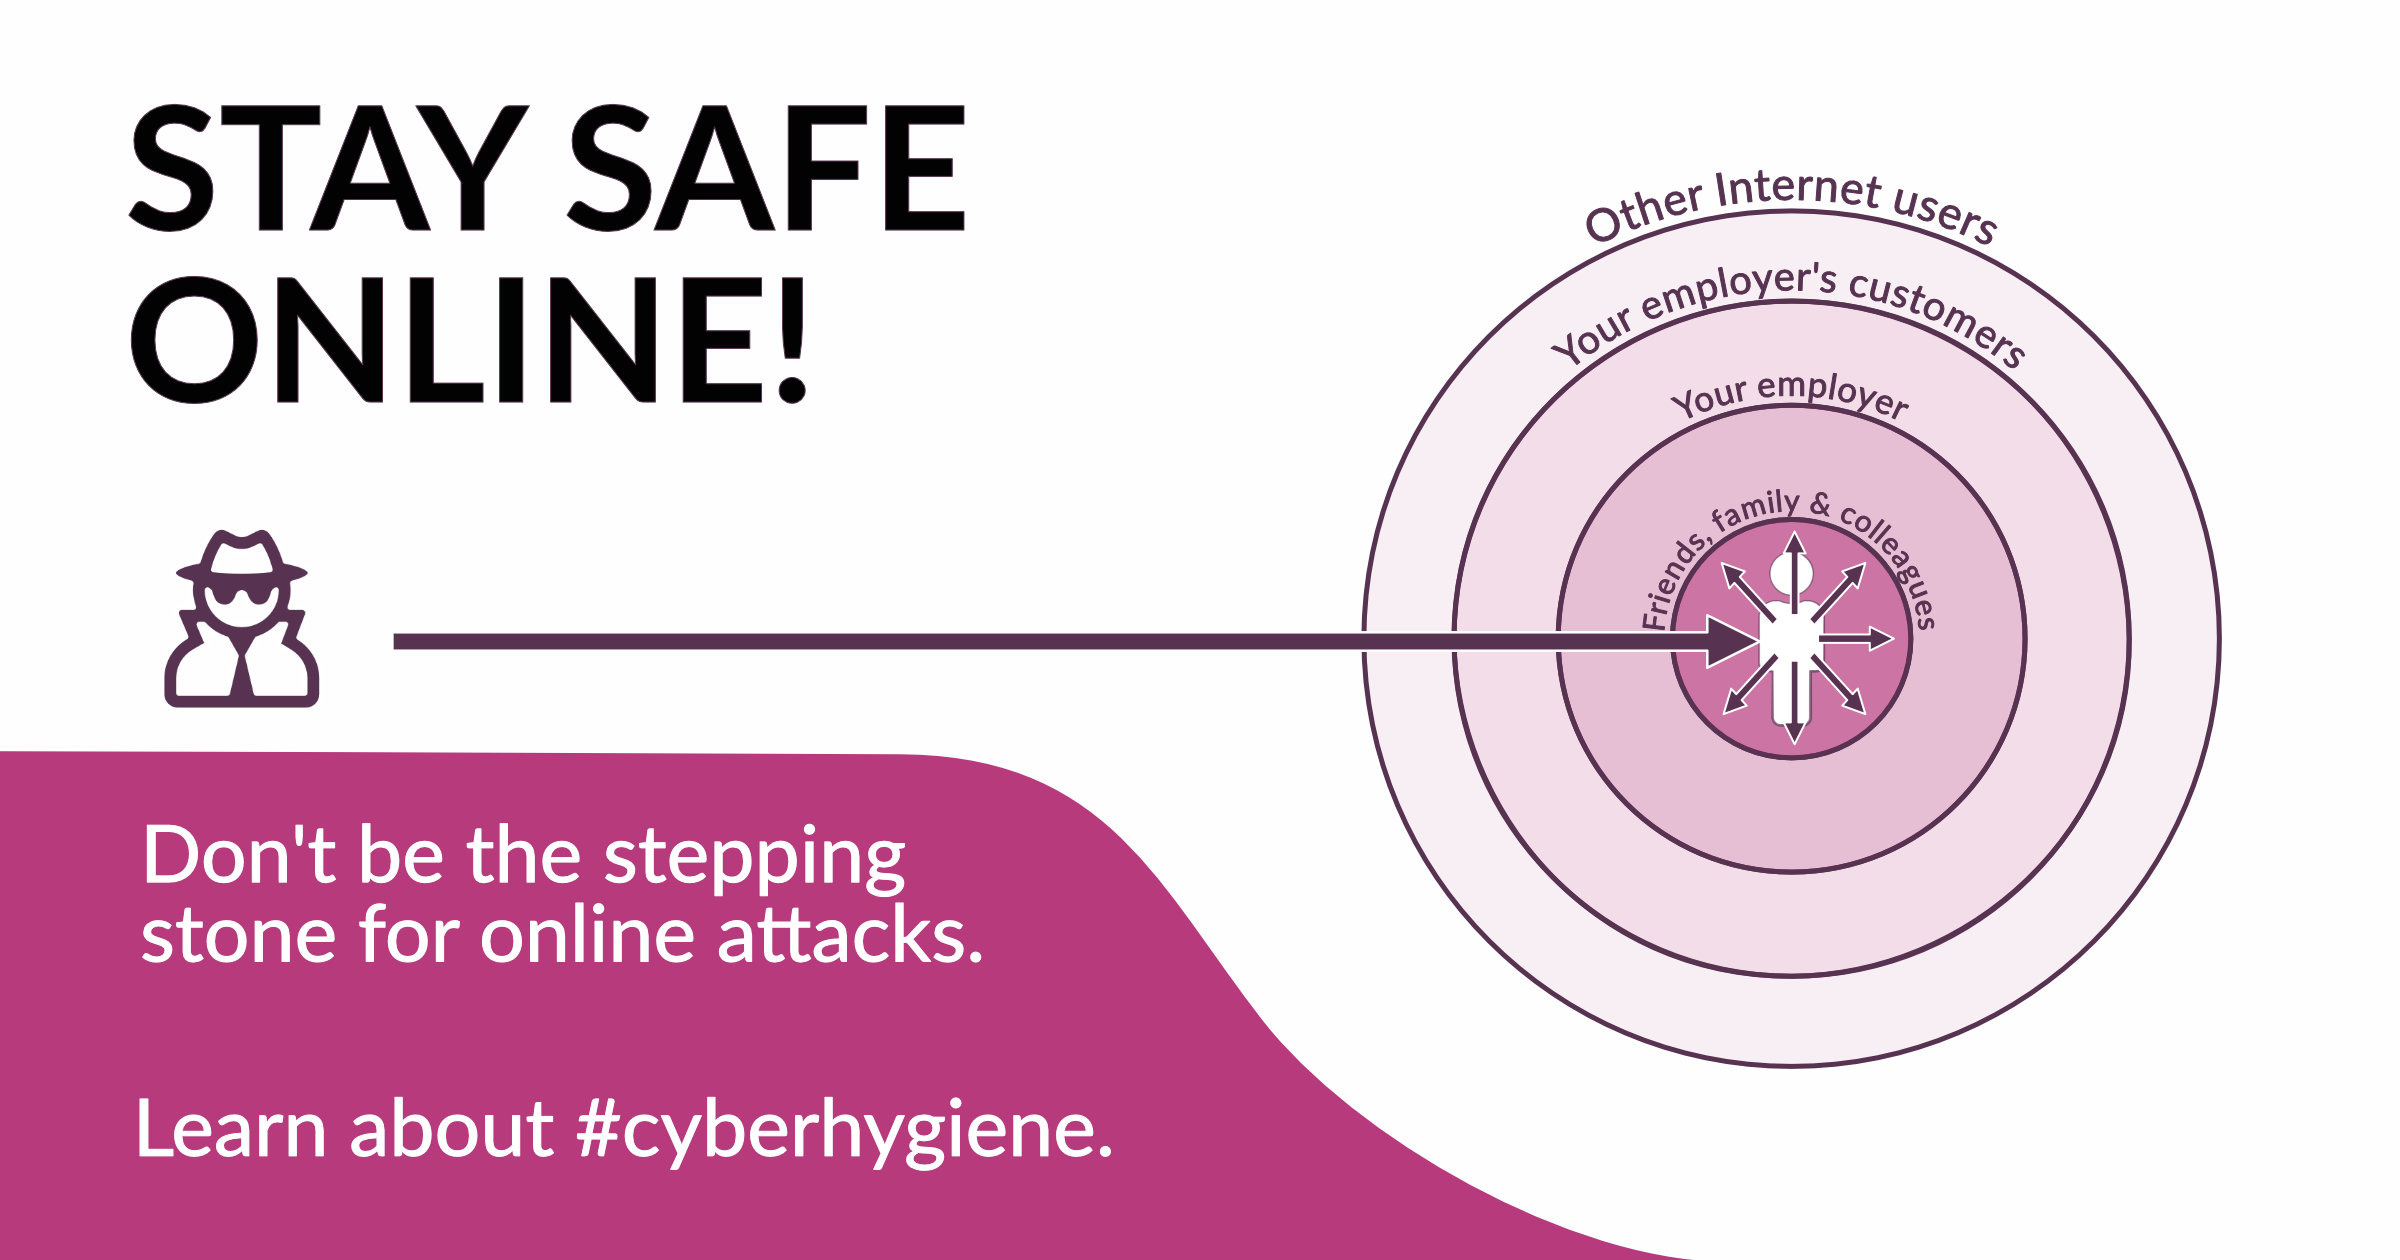 STAY SAFE
ONLINE!
Other Internet users
Your employer's customers
Your employer
Friends, family & colleagues
Don't be the stepping
stone for online attacks.
Learn about #cyberhygiene.